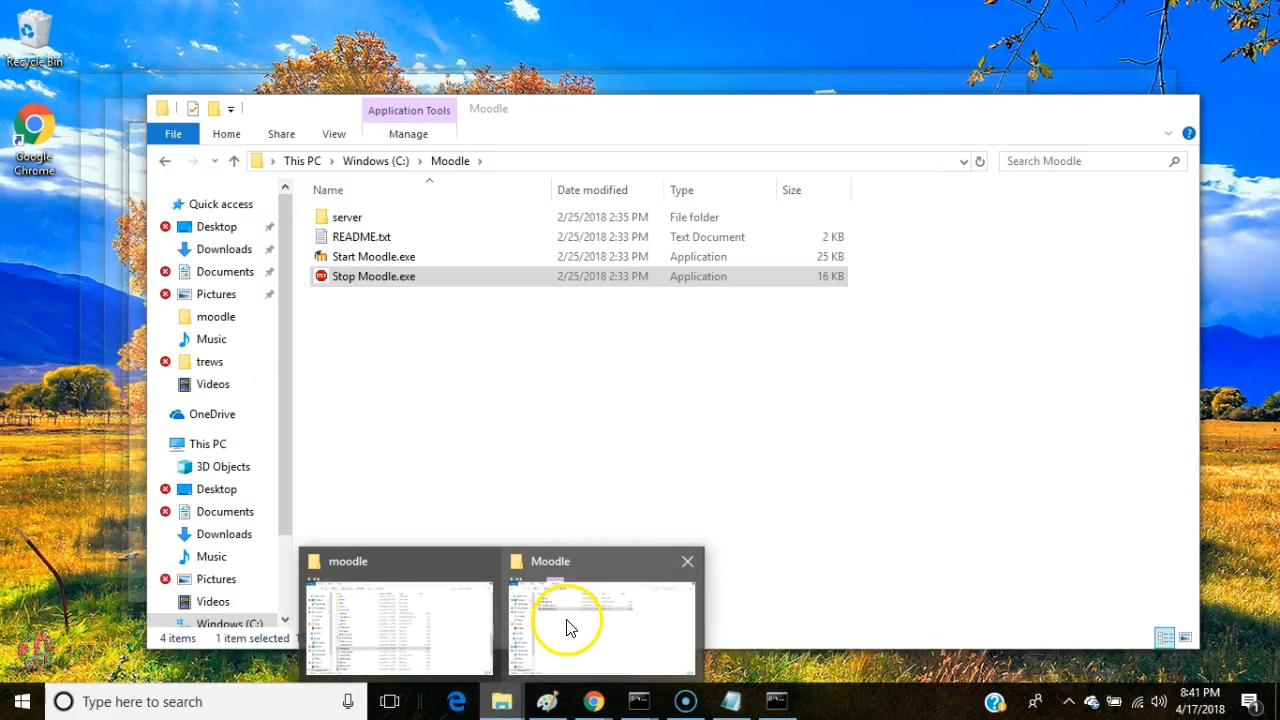 Recycle Bin
Google
Chrome
Application Tools
Moodle
File
Home
Share
View
Manage
This PC
Windows (C:)
Moodle
Search Moodle
Name
Date modified
Type
Size
server
2/25/2018 2:35 PM
File folder
README.txt
2/25/2018 2:33 PM
Text Document
2 KB
Start Moodle.exe
2/25/2018 2:33 PM
Application
25 KB
Stop Moodle.exe
2/25/2018 2:33 PM
Application
16 KB
Quick access
Desktop
Downloads
Documents
Pictures
moodle
Music
trews
Videos
OneDrive
This PC
3D Objects
Desktop
Documents
Downloads
Music
Pictures
Videos
Windows (C:)
4 items
1 item selected
moodle
Moodle
Type here to search
8:41 PM
4/17/2018